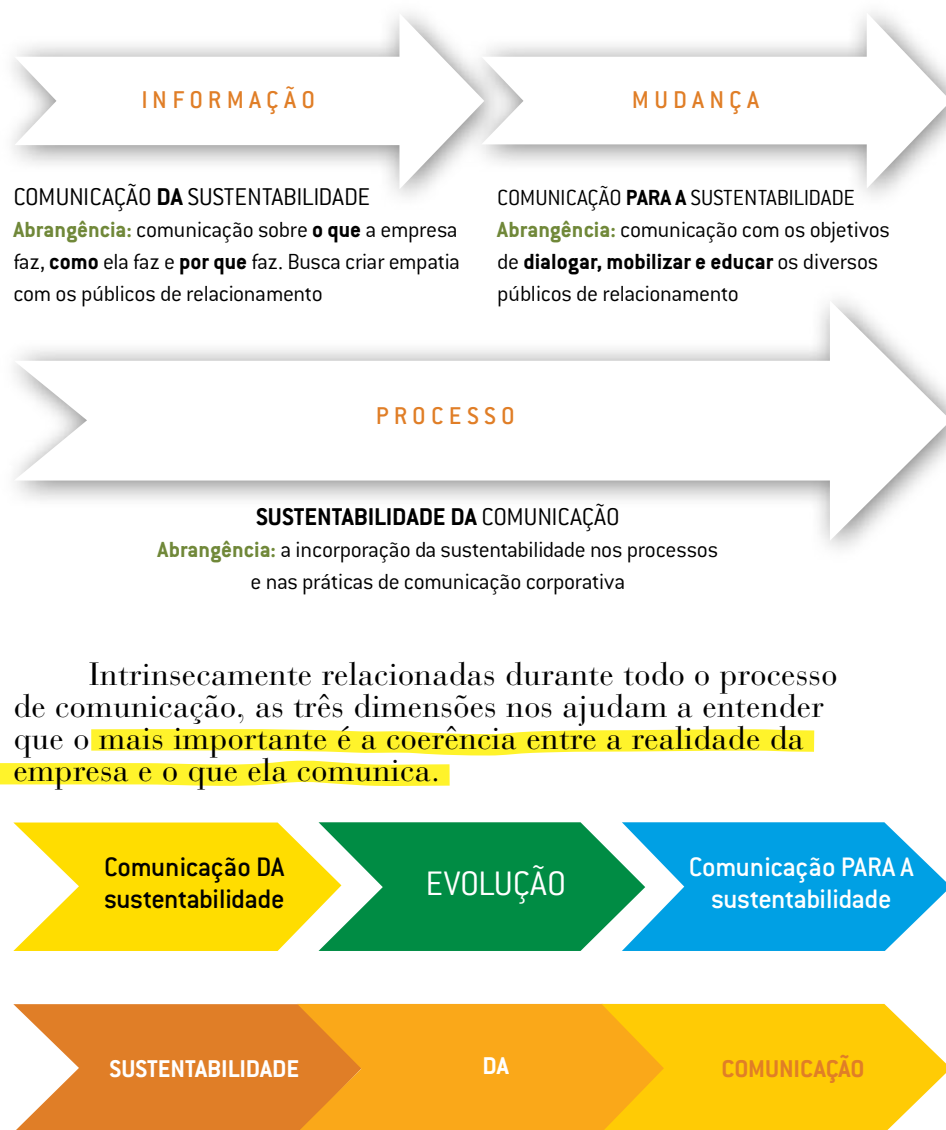 INFORMAÇÃO
MUDANÇA
COMUNICAÇÃO DA SUSTENTABILIDADE
Abrangência: comunicação sobre o que a empresa
faz, como ela faz e por que faz. Busca criar empatia
com os públicos de relacionamento
COMUNICAÇÃO PARA A SUSTENTABILIDADE
Abrangência: comunicação com os objetivos
de dialogar, mobilizar e educar os diversos
públicos de relacionamento
PROCESSO
SUSTENTABILIDADE DA COMUNICAÇÃO
Abrangência: a incorporação da sustentabilidade nos processos
e nas práticas de comunicação corporativa
Intrinsecamente relacionadas durante todo o processo
de comunicação, as três dimensões nos ajudam a entender
que o mais importante é a coerência entre a realidade da
empresa e o que ela comunica.
Comunicação DA
sustentabilidade
EVOLUÇÃO
Comunicação PARA A
sustentabilidade
SUSTENTABILIDADE
DA
COMUNICAÇÃO